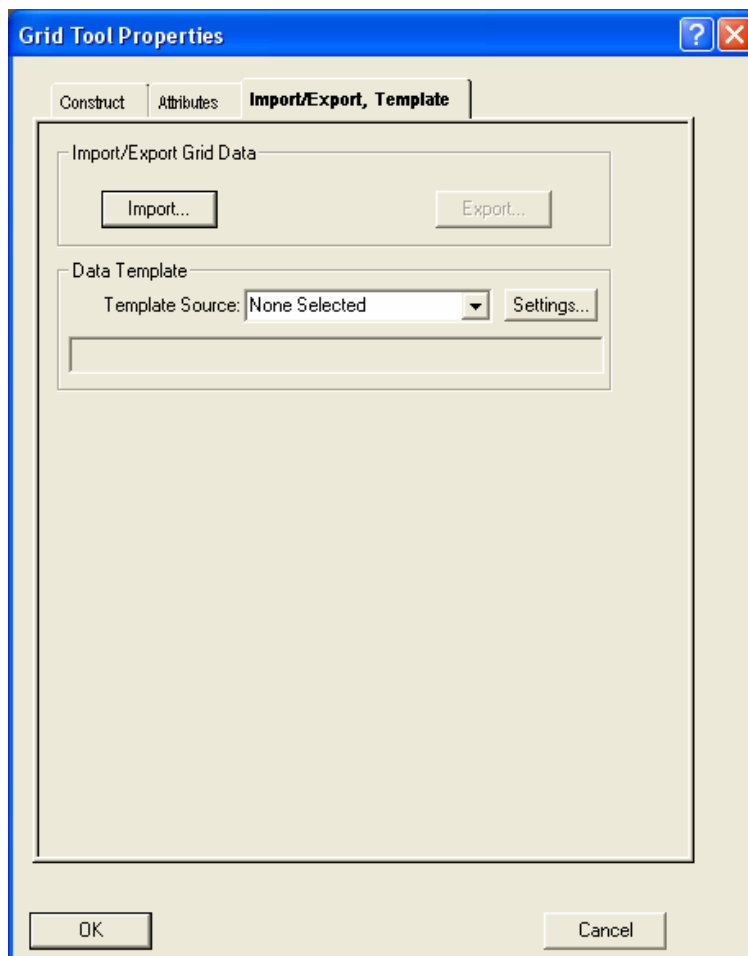 Grid Tool Properties
?
Construct Attributes Import/Export, Template
Import/Export Grid Data
Import... Export...
Data Template
Template Source: None Selected Settings...
OK Cancel